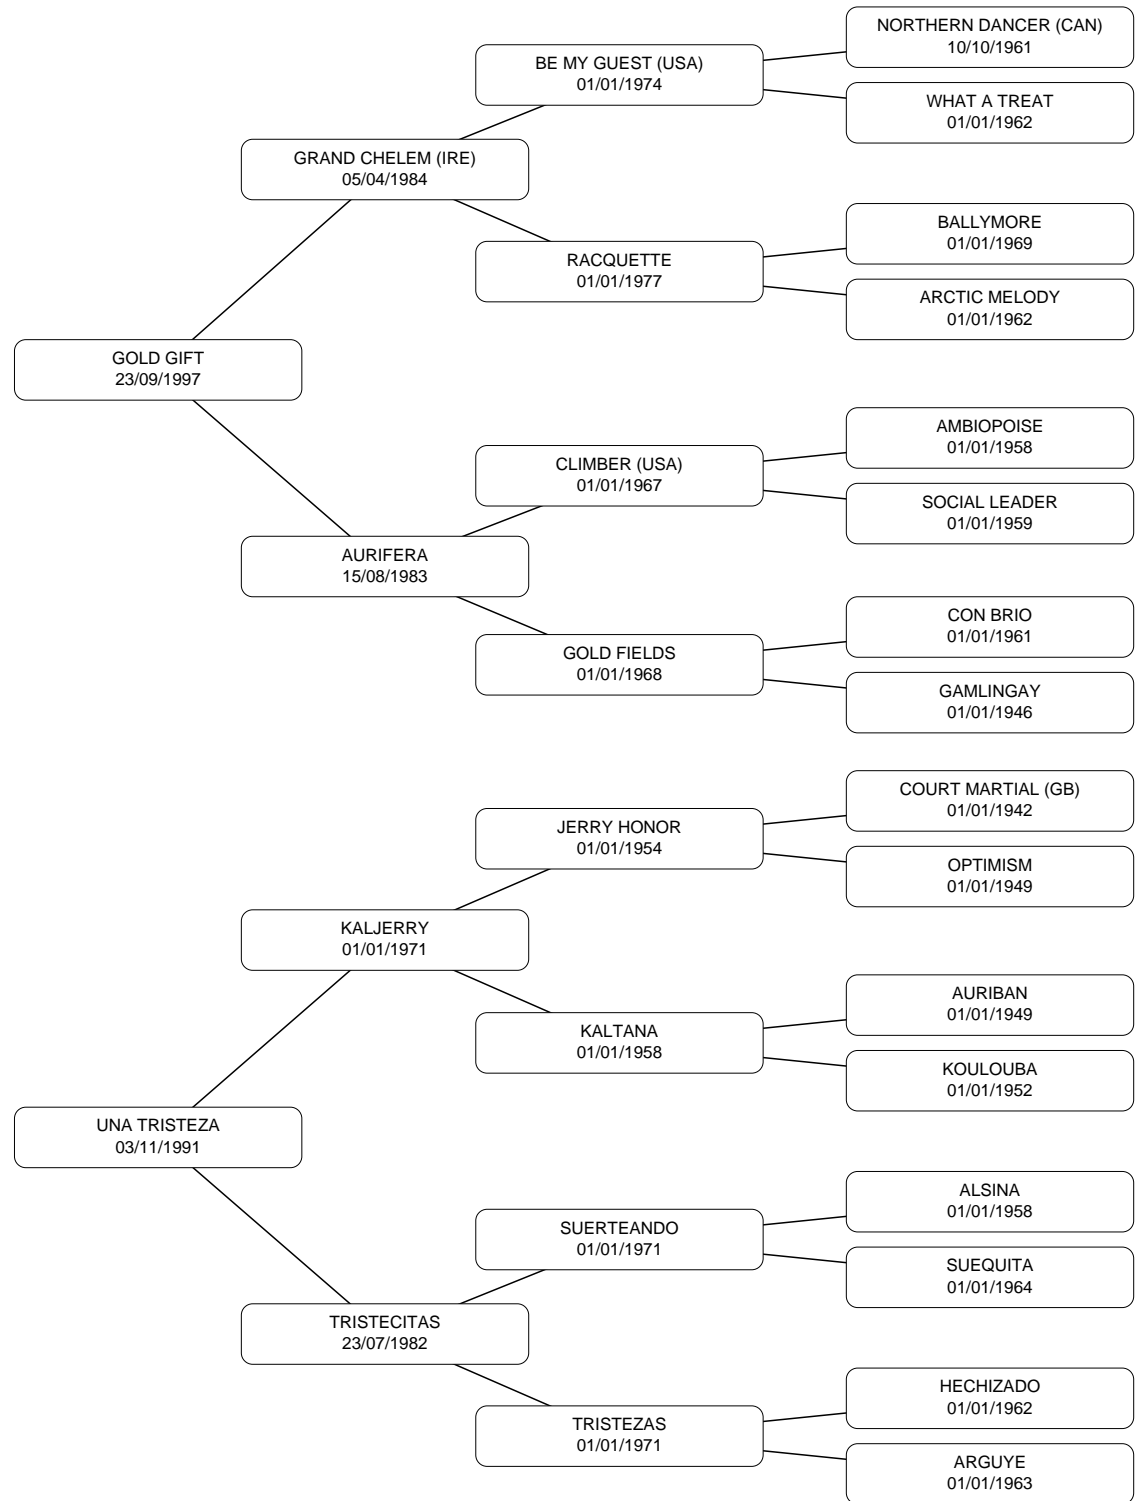 NORTHERN DANCER (CAN)
10/10/1961
BE MY GUEST (USA)
01/01/1974
WHAT A TREAT
01/01/1962
GRAND CHELEM (IRE)
05/04/1984
BALLYMORE
01/01/1969
RACQUETTE
01/01/1977
ARCTIC MELODY
01/01/1962
GOLD GIFT
23/09/1997
AMBIOPOISE
01/01/1958
CLIMBER (USA)
01/01/1967
SOCIAL LEADER
01/01/1959
AURIFERA
15/08/1983
CON BRIO
01/01/1961
GOLD FIELDS
01/01/1968
GAMLINGAY
01/01/1946
COURT MARTIAL (GB)
01/01/1942
JERRY HONOR
01/01/1954
OPTIMISM
01/01/1949
KALJERRY
01/01/1971
AURIBAN
01/01/1949
KALTANA
01/01/1958
KOULOUBA
01/01/1952
UNA TRISTEZA
03/11/1991
ALSINA
01/01/1958
SUERTEANDO
01/01/1971
SUEQUITA
01/01/1964
TRISTECITAS
23/07/1982
HECHIZADO
01/01/1962
TRISTEZAS
01/01/1971
ARGUYE
01/01/1963